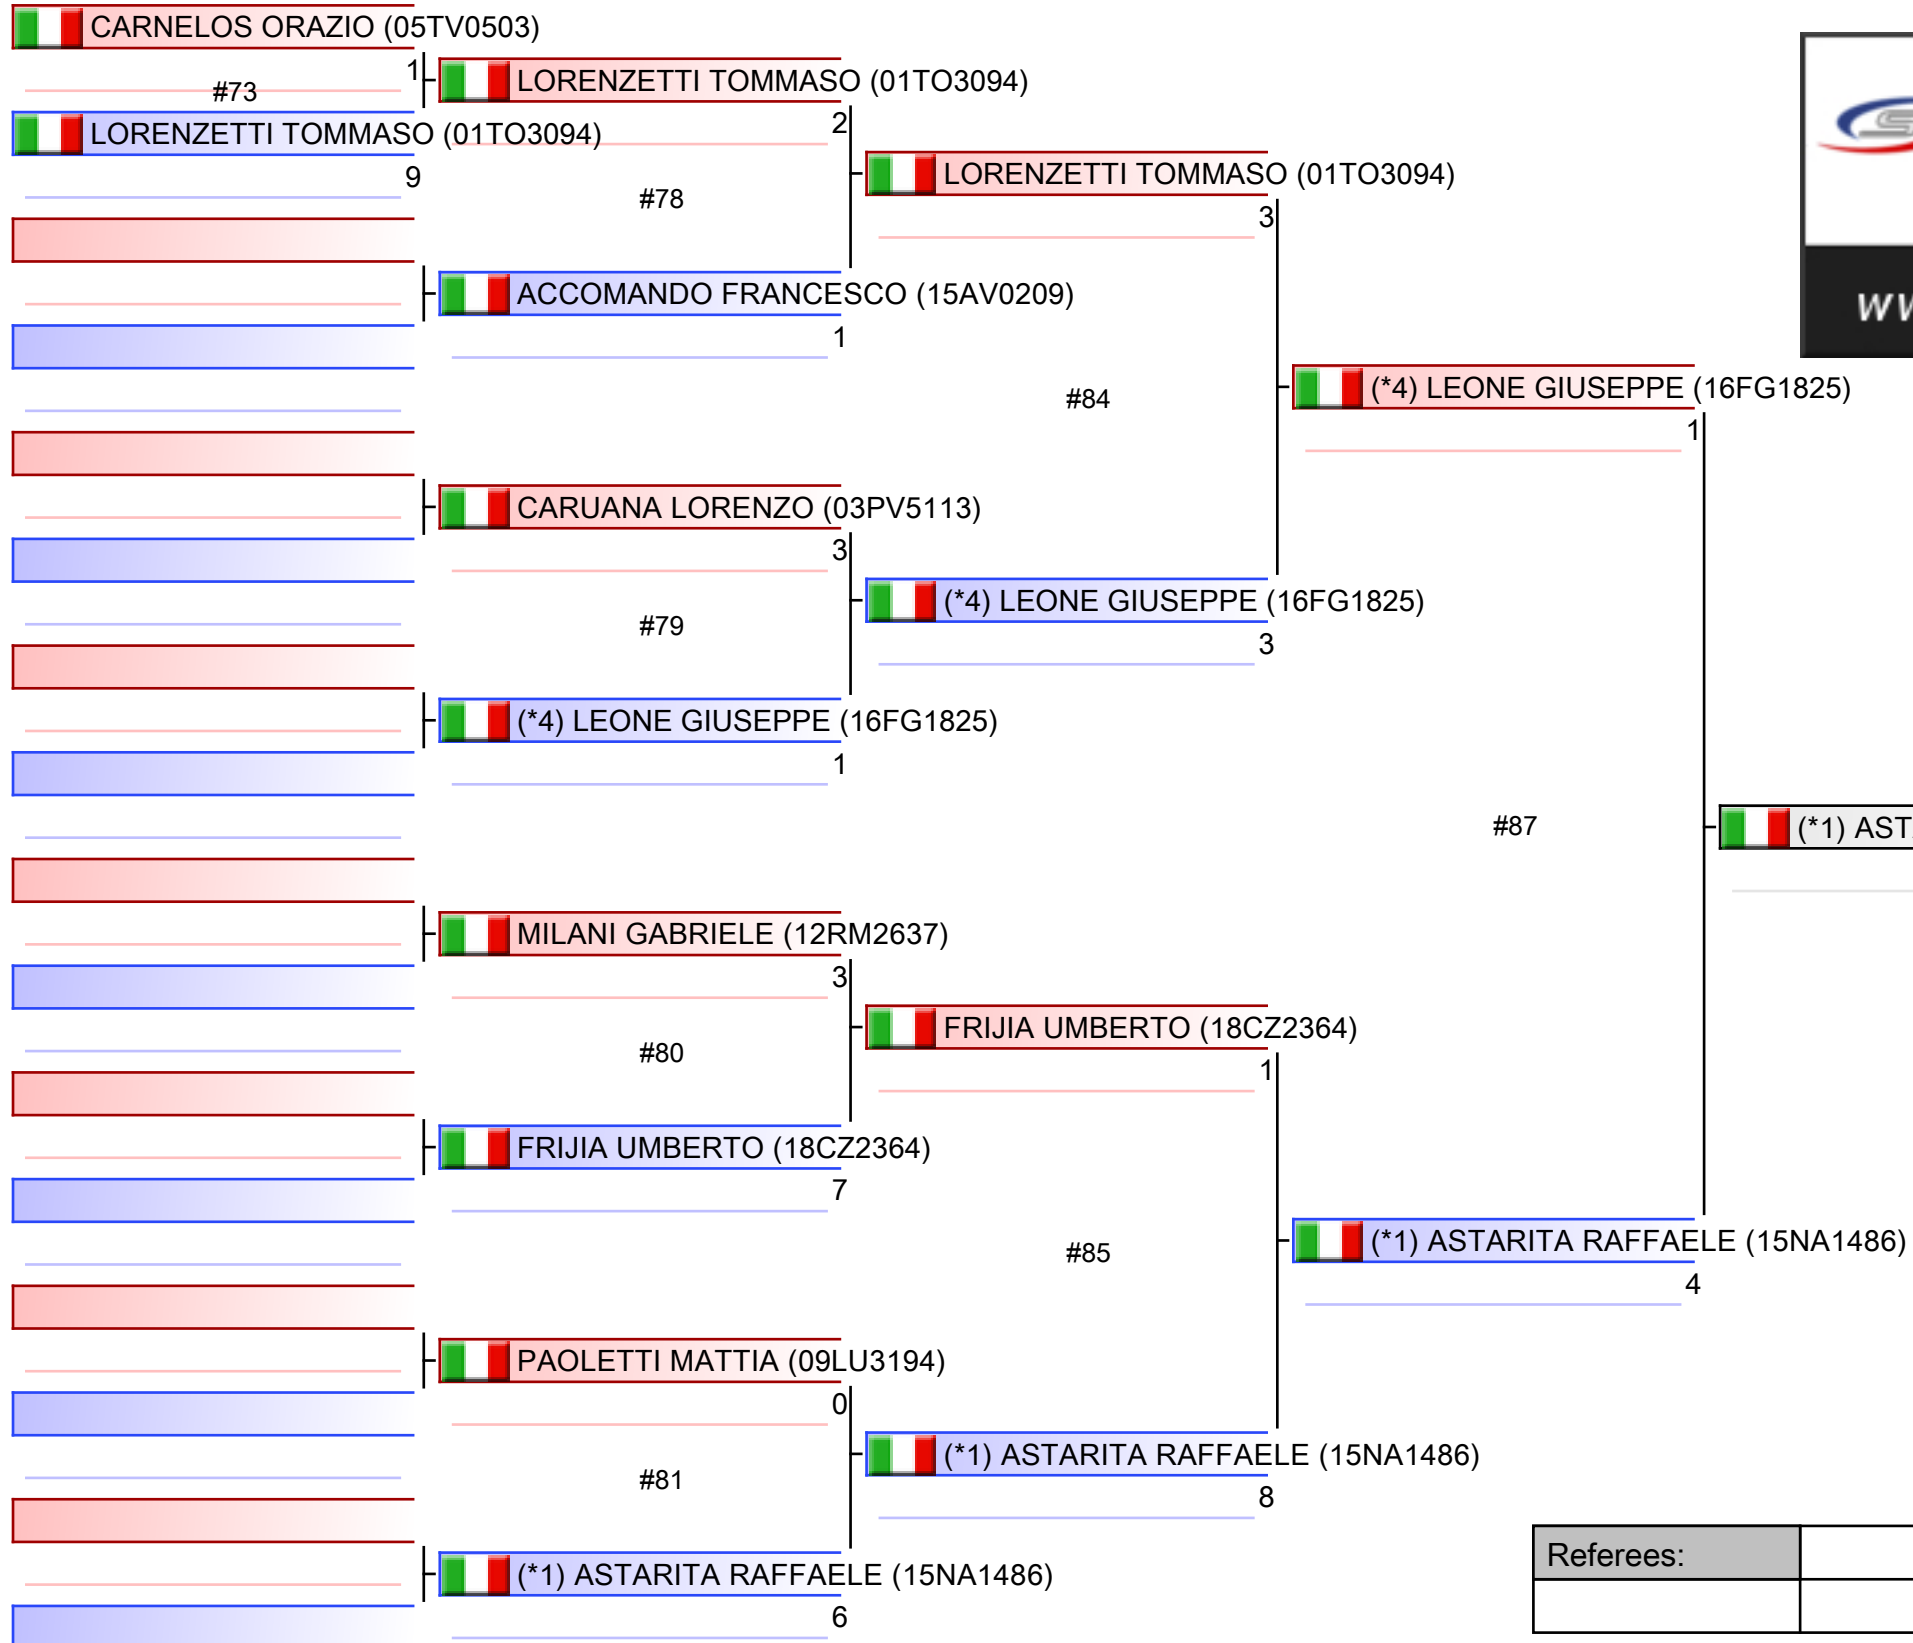 CARNELOS ORAZIO (05TV0503)
1
LORENZETTI TOMMASO (01TO3094)
#73
2
LORENZETTI TOMMASO (01TO3094)
LORENZETTI TOMMASO (01TO3094)
9
#78
3
ACCOMANDO FRANCESCO (15AV0209)
1
(*4) LEONE GIUSEPPE (16FG1825)
#84
1
CARUANA LORENZO (03PV5113)
3
(*4) LEONE GIUSEPPE (16FG1825)
#79
3
(*4) LEONE GIUSEPPE (16FG1825)
1
#87
(*1) AST
MILANI GABRIELE (12RM2637)
3
FRIJIA UMBERTO (18CZ2364)
#80
1
FRIJIA UMBERTO (18CZ2364)
7
(*1) ASTARITA RAFFAELE (15NA1486)
#85
4
PAOLETTI MATTIA (09LU3194)
0
(*1) ASTARITA RAFFAELE (15NA1486)
#81
8
Referees:
(*1) ASTARITA RAFFAELE (15NA1486)
6